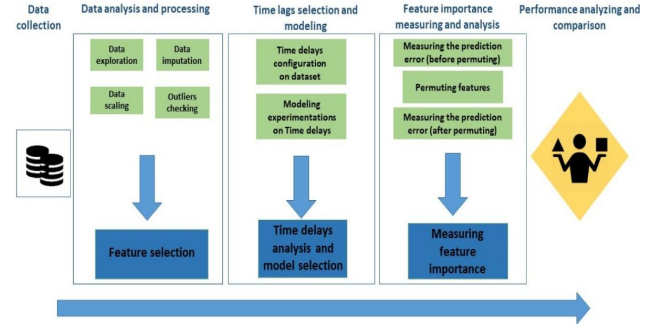 Data
collection
Data analysis and processing
Time lags selection and
modeling
Feature importance
measuring and analysis
Performance analyzing and
comparison
Data
exploration
Data
imputation
Data
scaling
Outliers
checking
Feature selection
Time delays
configuration
on dataset
Modeling
experimentations
on Time delays
Time delays
analysis and
model selection
Measuring the prediction
error (before permuting)
Permuting features
Measuring the prediction
error (after permuting)
Measuring
feature
importance